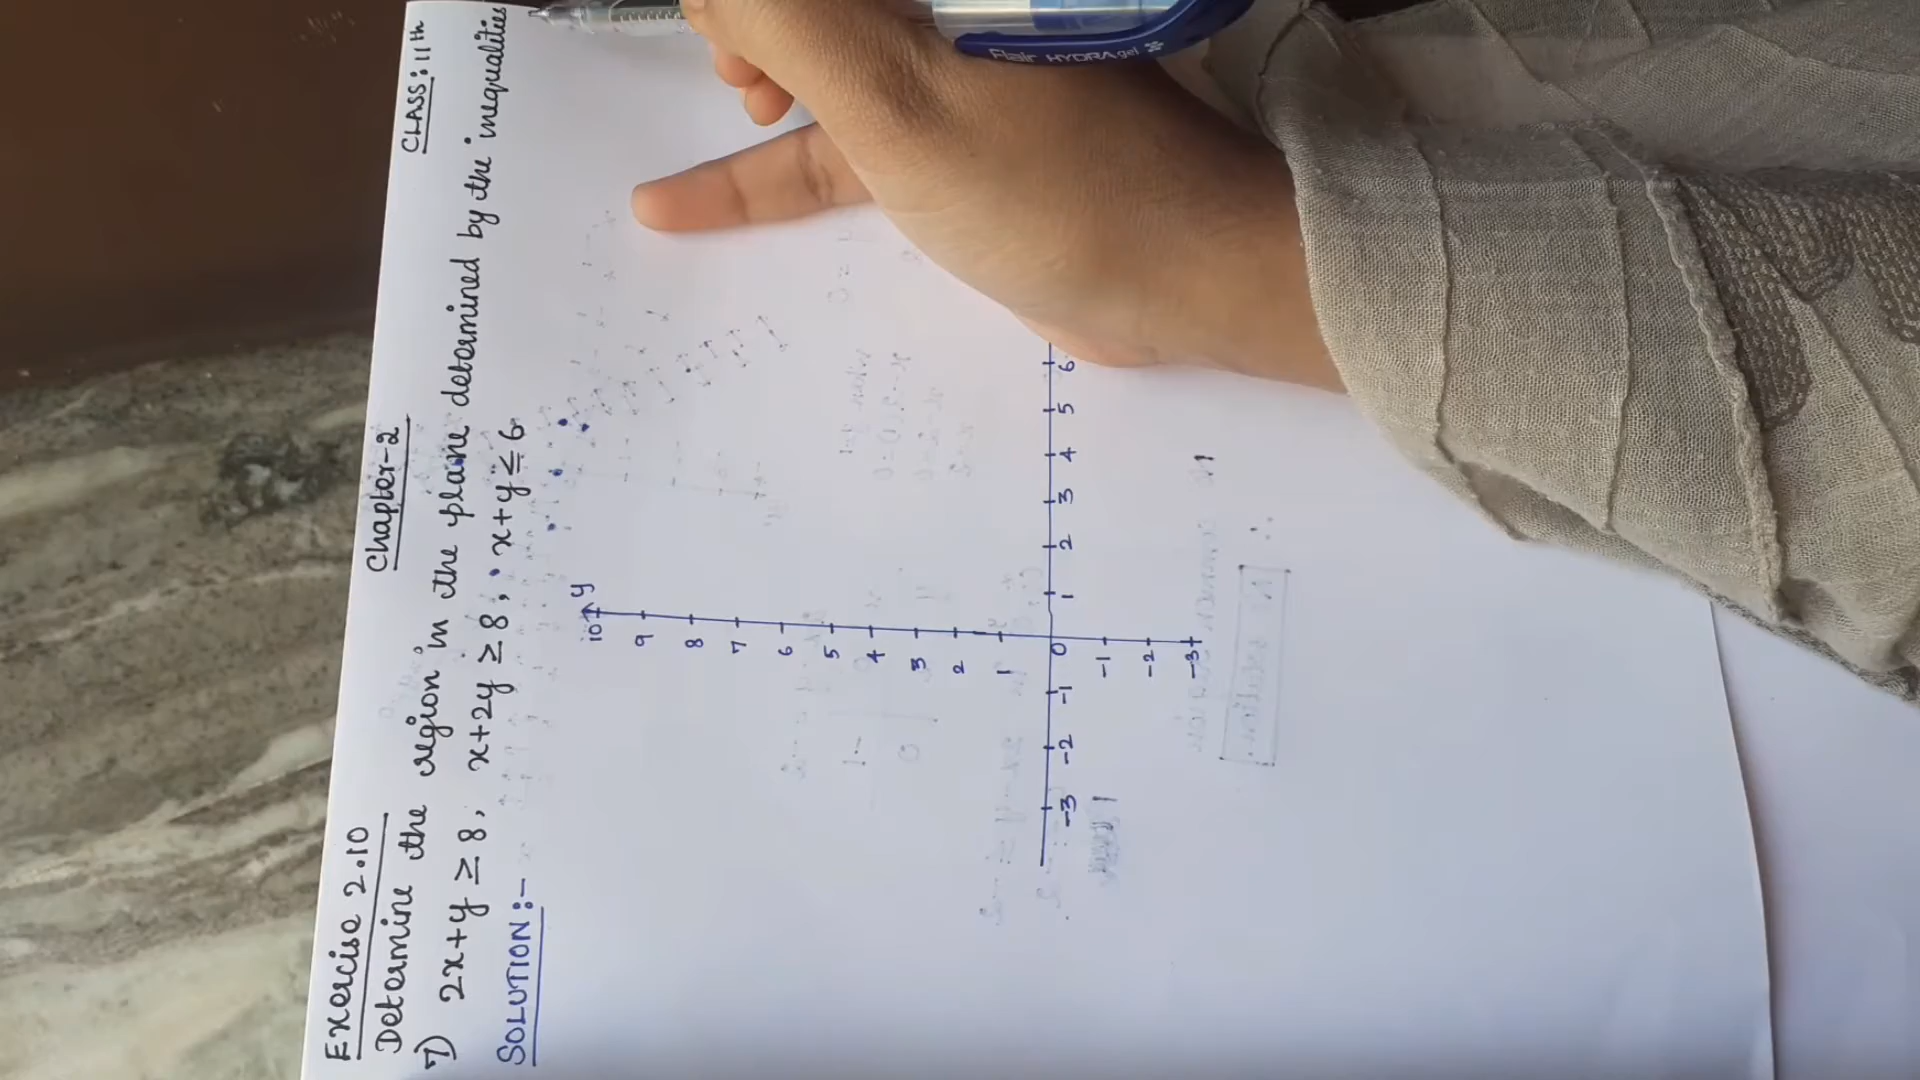 CLASS: 11th
Chapter-2
Exercise 2.10
Determine the region in the plane determined by the inequalities
7) 2x+y ≥ 8, x+2y ≥ 8, x+y ≤ 6
SOLUTION:-
y
10
9
8
7
6
5
4
3
2
1
-3 -2 -1 0 1 2 3 4 5 6
-1
-2
-3
Flair HYDRA gel